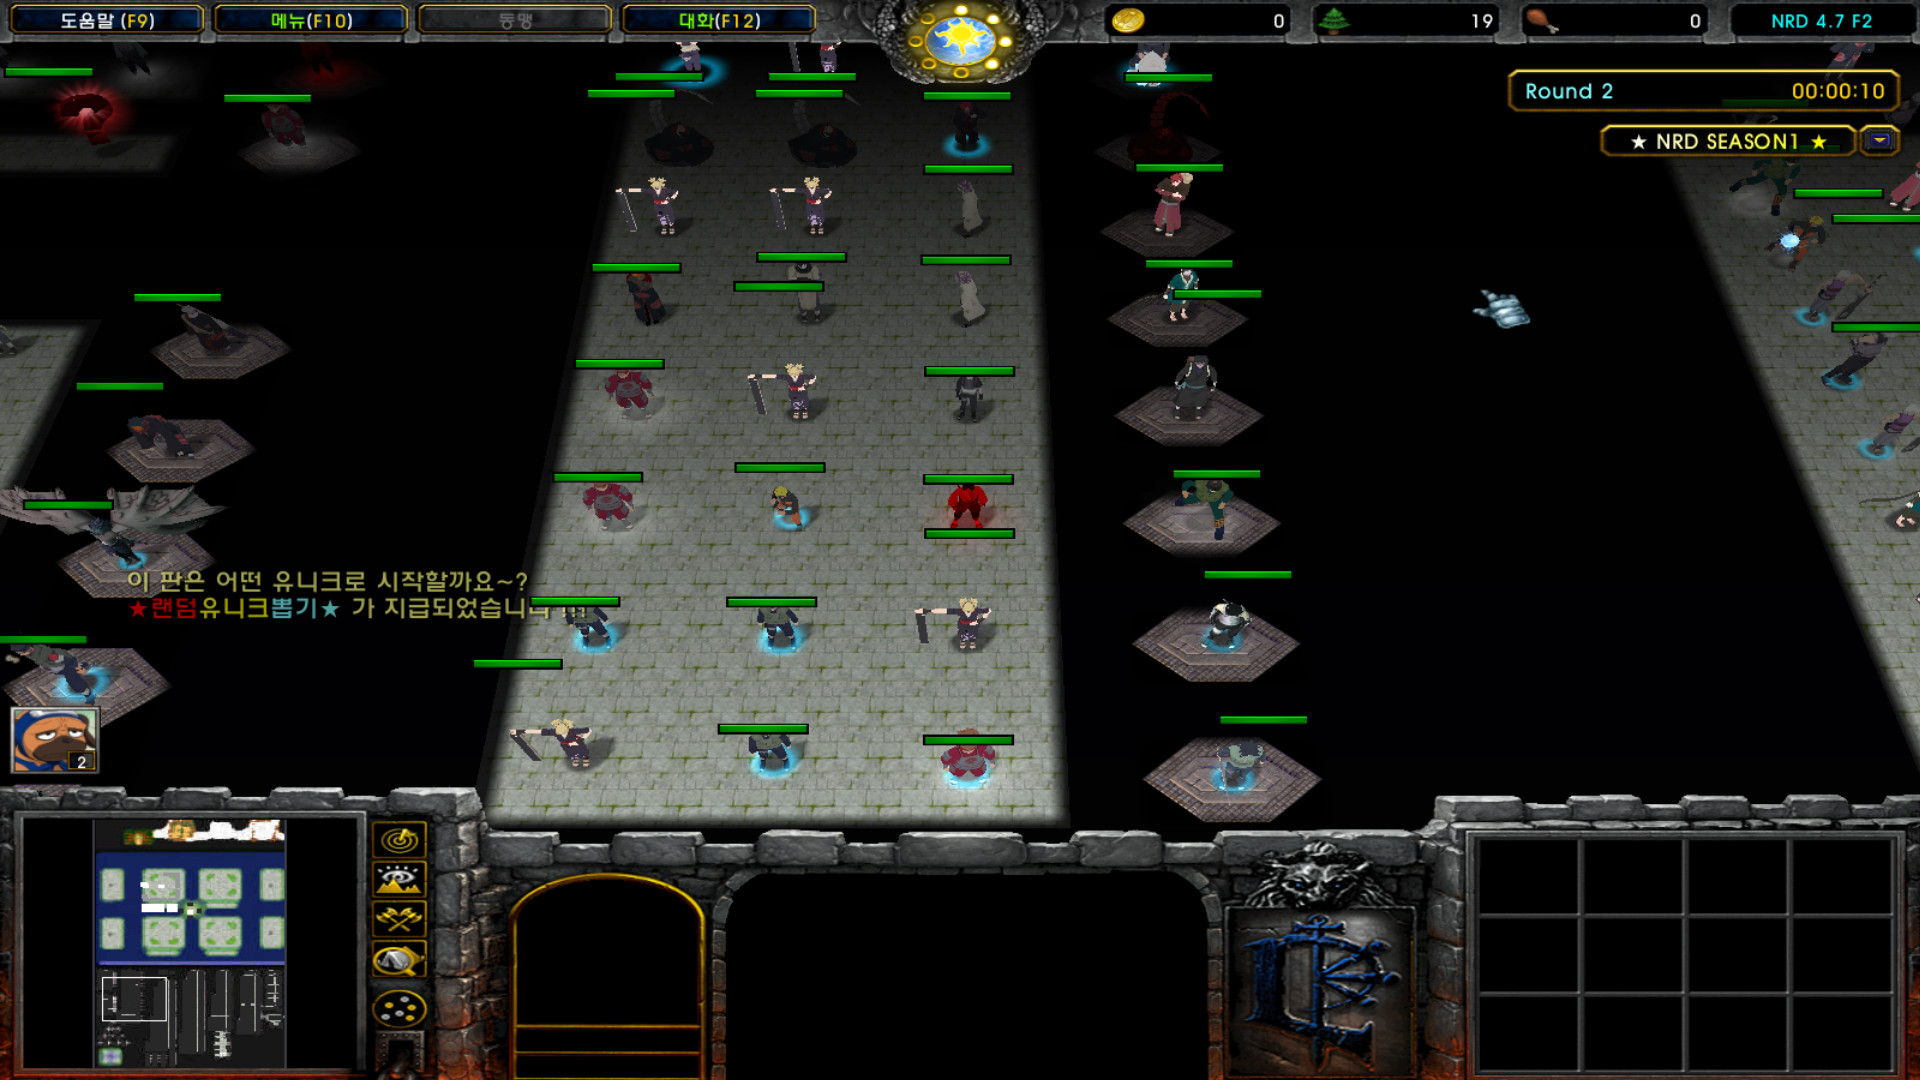 도움말 (F9) 메뉴(F10) 동맹 대화(F12) 0 19 0 NRD 4.7 F2
Round 2 00:00:10
★ NRD SEASON1 ★
이 판은 어떤 유니크로 시작할까요~?
★랜덤유니크뽑기★ 가 지급되었습니다 !!!
2